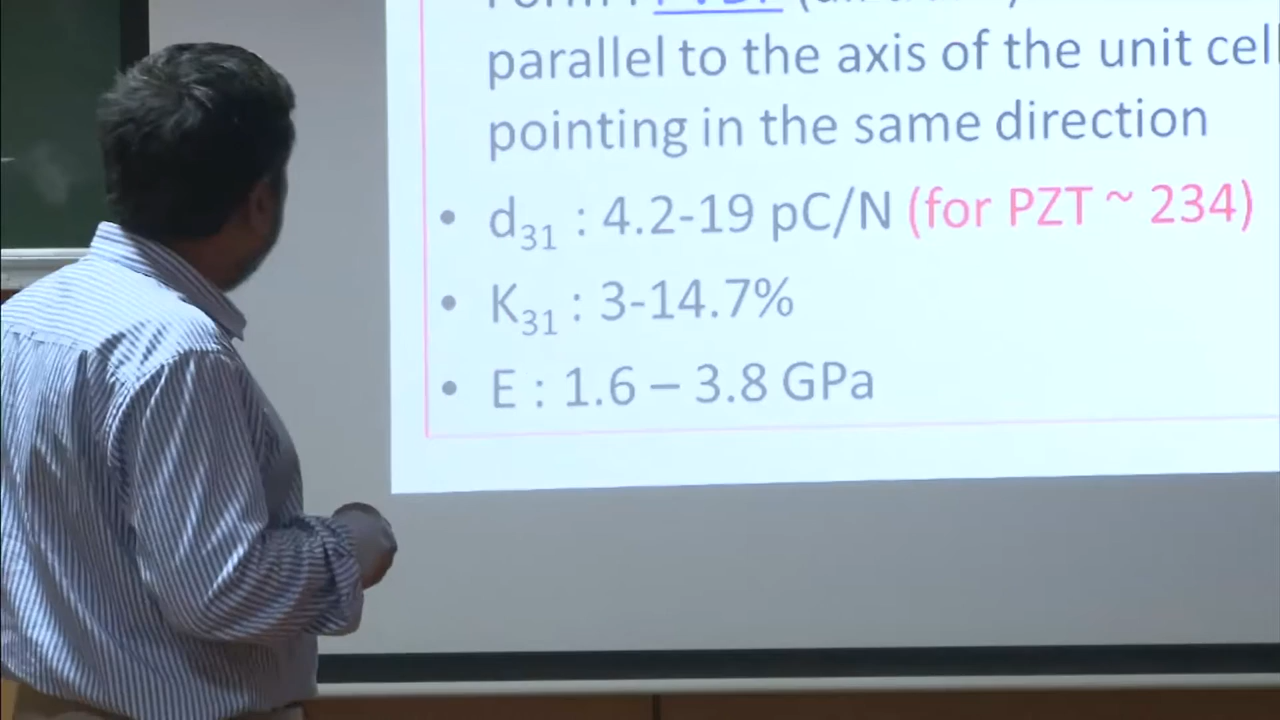 parallel to the axis of the unit cell
pointing in the same direction
• d₃₁ : 4.2-19 pC/N (for PZT ~ 234)
• K₃₁ : 3-14.7%
• E : 1.6 – 3.8 GPa